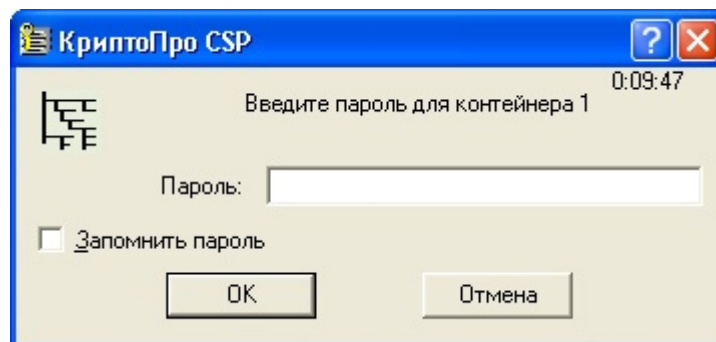 КриптоПро CSP
0:09:47
Введите пароль для контейнера 1
Пароль:
Запомнить пароль
OK
Отмена